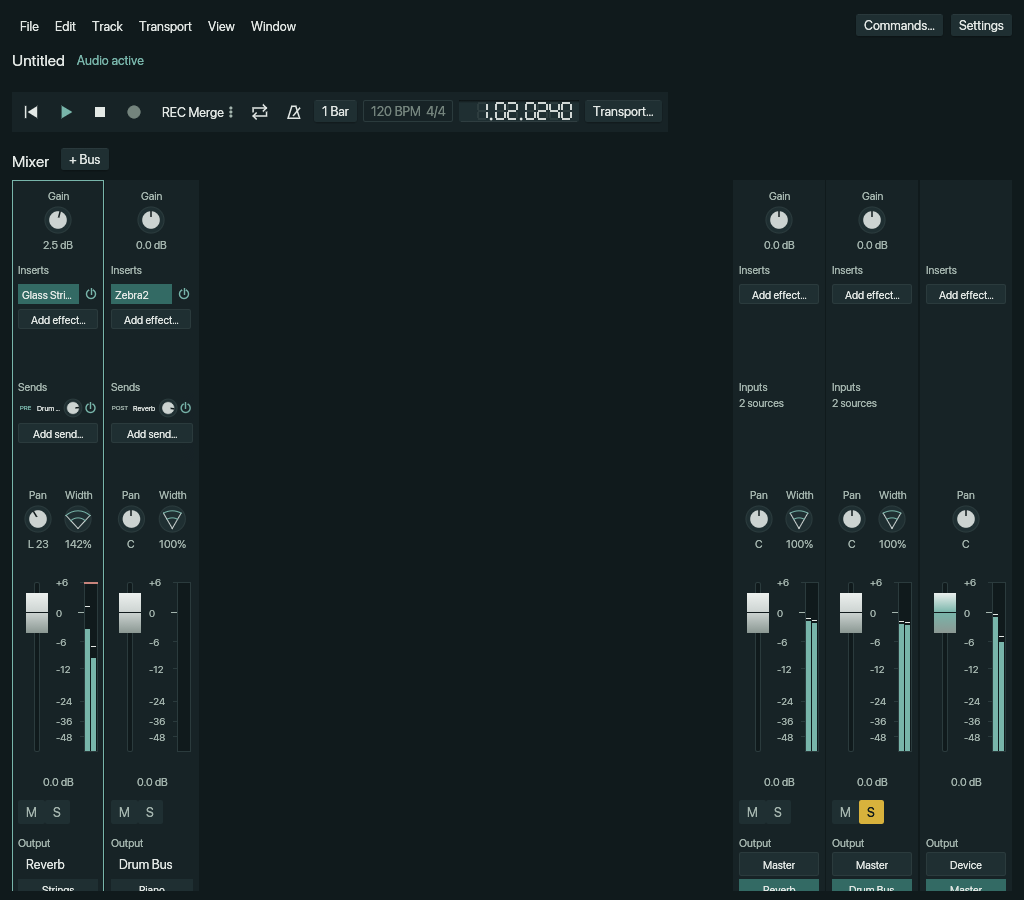 File Edit Track Transport View Window Commands... Settings
Untitled Audio active
REC Merge 1 Bar 120 BPM 4/4 1.02.0240 Transport...
Mixer + Bus
Gain Gain Gain Gain
2.5 dB 0.0 dB 0.0 dB 0.0 dB
Inserts Inserts Inserts Inserts Inserts
Glass Stri... Zebra2 Add effect... Add effect... Add effect...
Add effect... Add effect...
Sends Sends Inputs Inputs
PRE Drum ... POST Reverb 2 sources 2 sources
Add send... Add send...
Pan Width Pan Width Pan Width Pan Width Pan
L 23 142% C 100% C 100% C 100% C
+6 +6 +6 +6 +6
0 0 0 0 0
-6 -6 -6 -6 -6
-12 -12 -12 -12 -12
-24 -24 -24 -24 -24
-36 -36 -36 -36 -36
-48 -48 -48 -48 -48
0.0 dB 0.0 dB 0.0 dB 0.0 dB 0.0 dB
M S M S M S M S
Output Output Output Output Output
Reverb Drum Bus Master Master Device
Strings Piano Reverb Drum Bus Master